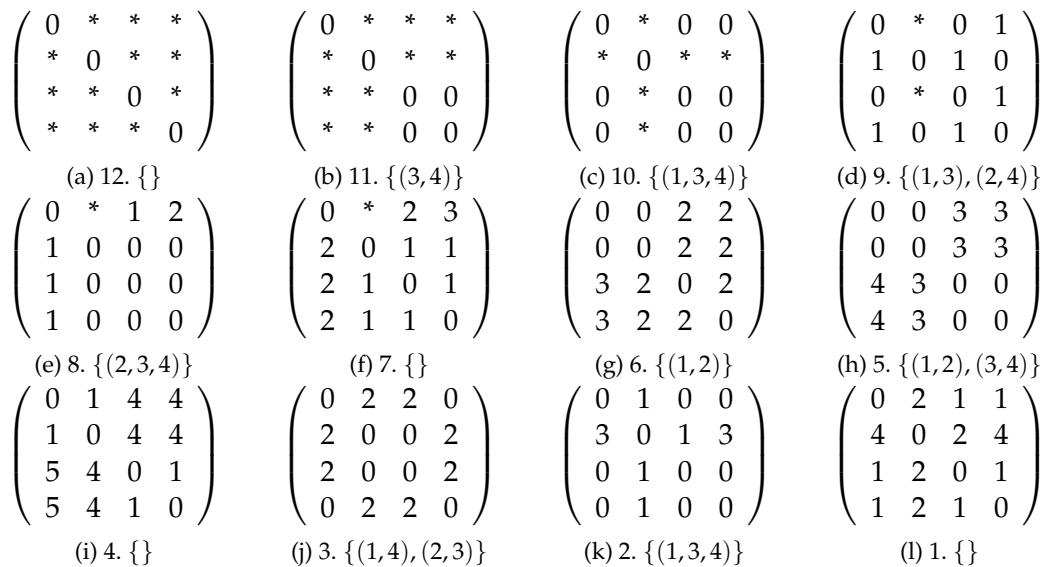 0 * * * 0 * * * 0 * 0 0 0 * 0 1
* 0 * * * 0 * * * 0 * * 1 0 1 0
* * 0 * * * 0 0 0 * 0 0 0 * 0 1
* * * 0 * * 0 0 0 * 0 0 1 0 1 0
(a) 12. {} (b) 11. {(3, 4)} (c) 10. {(1, 3, 4)} (d) 9. {(1, 3), (2, 4)}
0 * 1 2 0 * 2 3 0 0 2 2 0 0 3 3
1 0 0 0 2 0 1 1 0 0 2 2 0 0 3 3
1 0 0 0 2 1 0 1 3 2 0 2 4 3 0 0
1 0 0 0 2 1 1 0 3 2 2 0 4 3 0 0
(e) 8. {(2, 3, 4)} (f) 7. {} (g) 6. {(1, 2)} (h) 5. {(1, 2), (3, 4)}
0 1 4 4 0 2 2 0 0 1 0 0 0 2 1 1
1 0 4 4 2 0 0 2 3 0 1 3 4 0 2 4
5 4 0 1 2 0 0 2 0 1 0 0 1 2 0 1
5 4 1 0 0 2 2 0 0 1 0 0 1 2 1 0
(i) 4. {} (j) 3. {(1, 4), (2, 3)} (k) 2. {(1, 3, 4)} (l) 1. {}